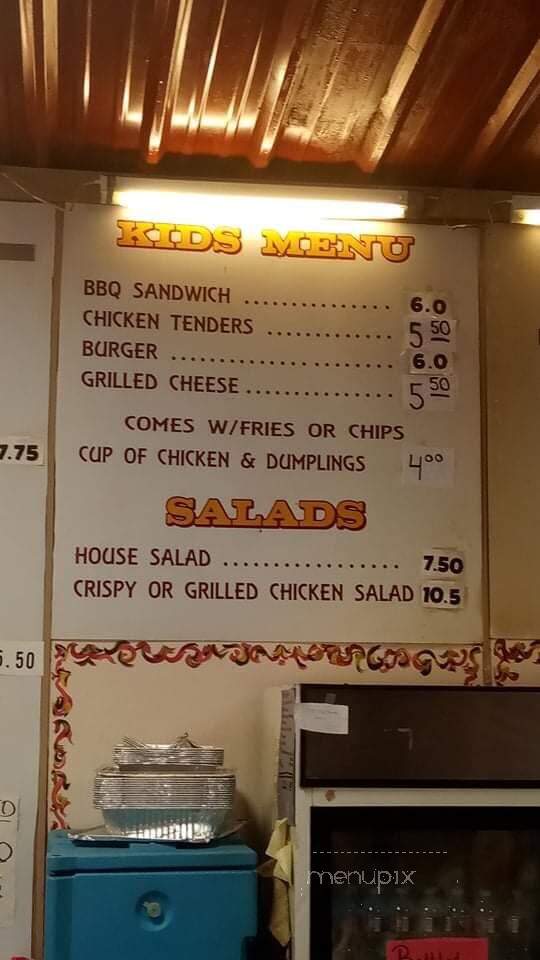 KIDS MENU
BBQ SANDWICH .............. 6.0
CHICKEN TENDERS ............ 5 50
BURGER ...................... 6.0
GRILLED CHEESE............... 5 50
COMES W/FRIES OR CHIPS
7.75
CUP OF CHICKEN & DUMPLINGS 4 00
SALADS
HOUSE SALAD ................. 7.50
CRISPY OR GRILLED CHICKEN SALAD 10.5
5.50
menupix
Bottled